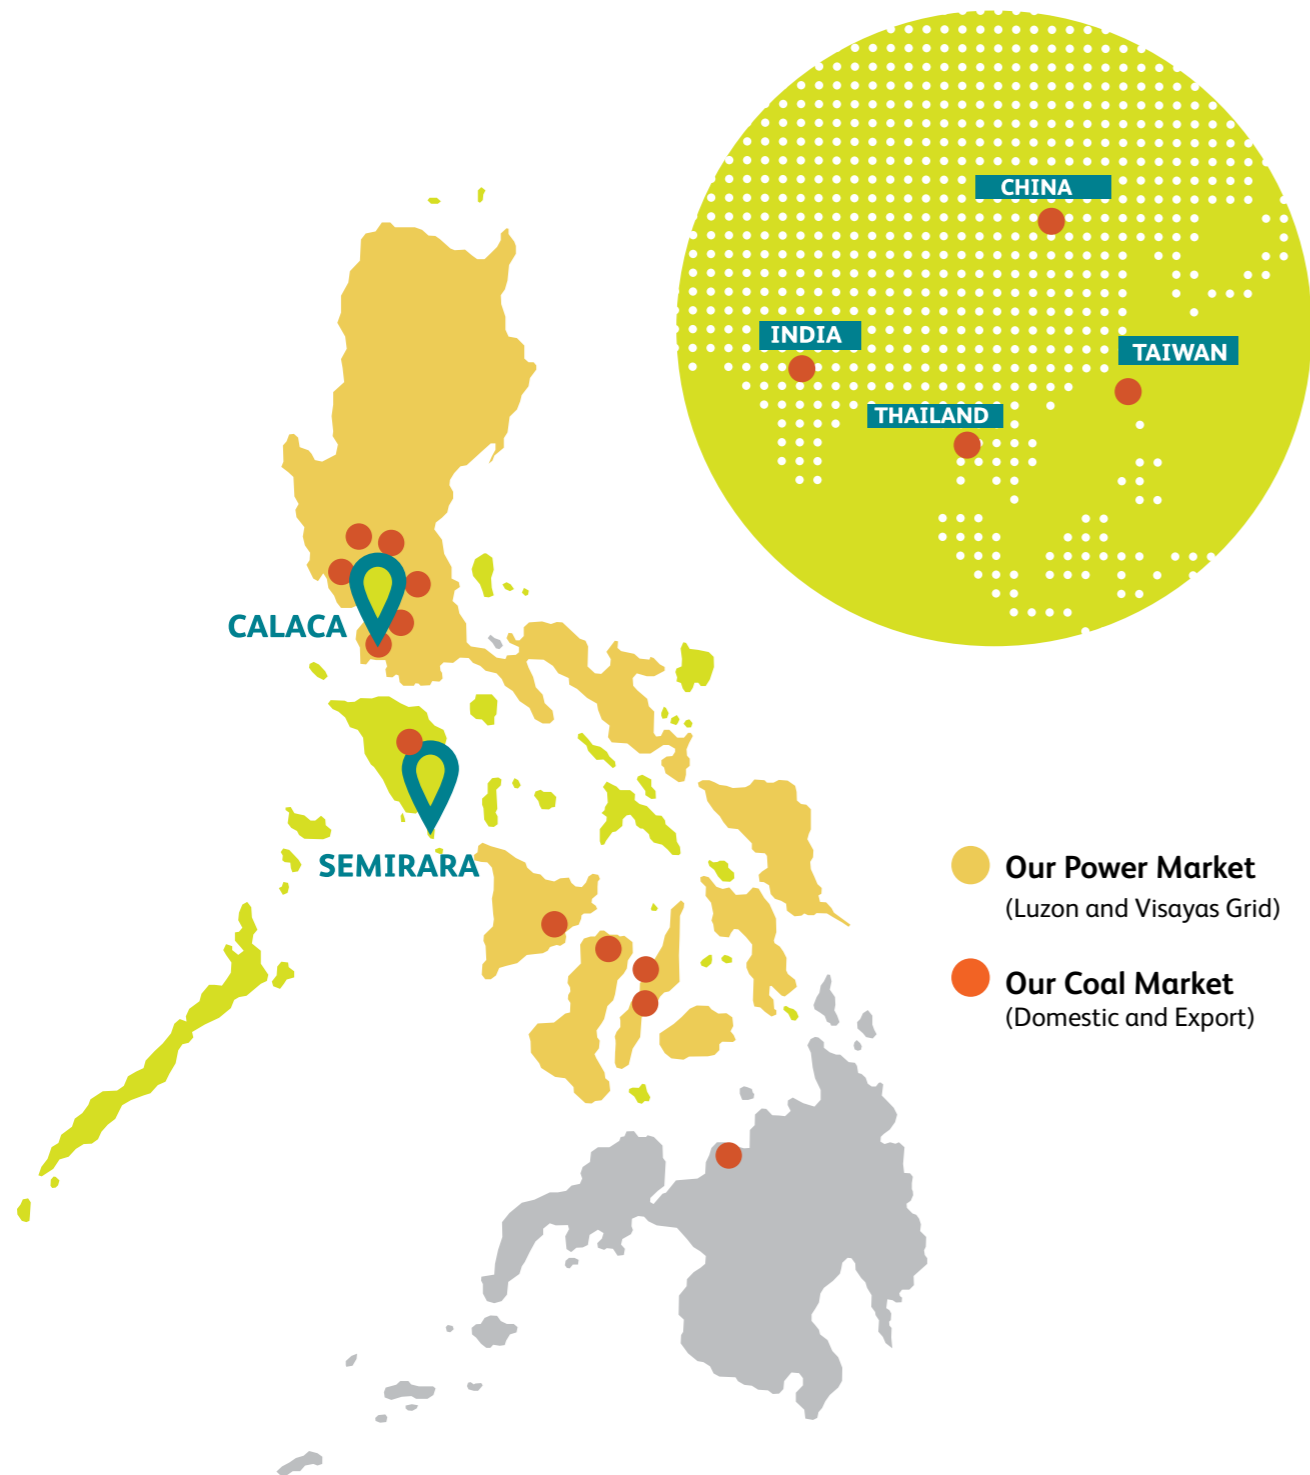 CHINA
INDIA
TAIWAN
THAILAND
CALACA
SEMIRARA
Our Power Market
(Luzon and Visayas Grid)
Our Coal Market
(Domestic and Export)